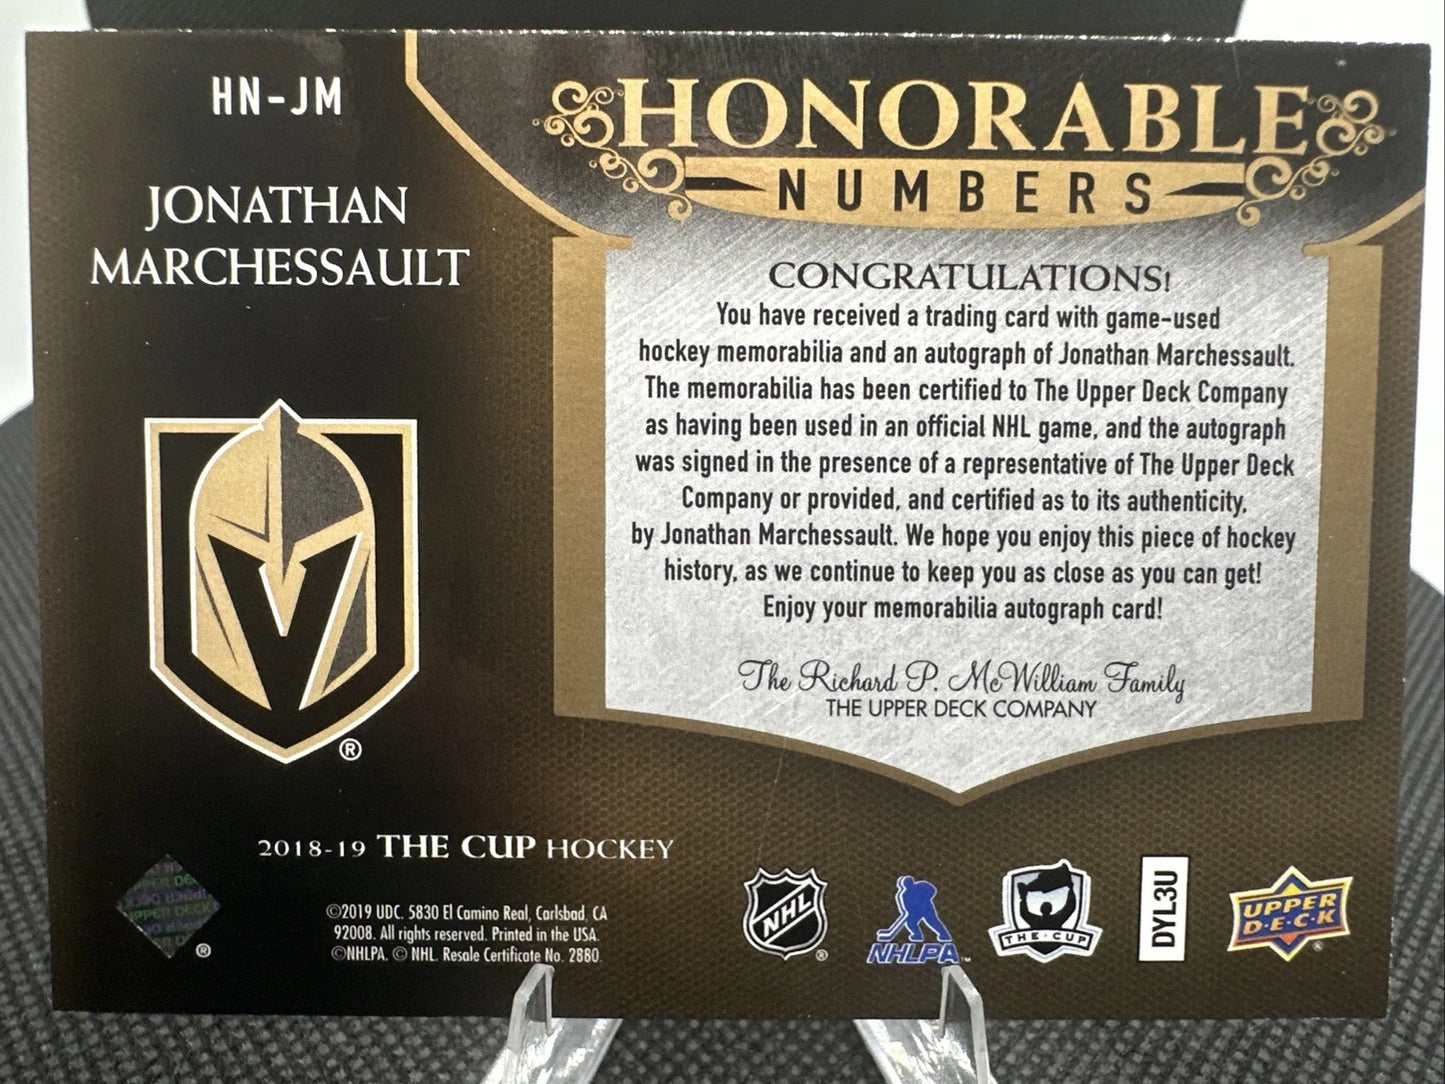 HN-JM
JONATHAN
MARCHESSAULT
HONORABLE
NUMBERS
CONGRATULATIONS!
You have received a trading card with game-used
hockey memorabilia and an autograph of Jonathan Marchessault.
The memorabilia has been certified to The Upper Deck Company
as having been used in an official NHL game, and the autograph
was signed in the presence of a representative of The Upper Deck
Company or provided, and certified as to its authenticity,
by Jonathan Marchessault. We hope you enjoy this piece of hockey
history, as we continue to keep you as close as you can get!
Enjoy your memorabilia autograph card!
The Richard P. McWilliam Family
THE UPPER DECK COMPANY
®
2018-19 THE CUP HOCKEY
UPPER DECK
®
©2019 UDC. 5830 El Camino Real, Carlsbad, CA
92008. All rights reserved. Printed in the USA.
©NHLPA. © NHL. Resale Certificate No. 2880.
NHL
®
NHLPA™
THE·CUP
DYL3U
UPPER
D·E·C·K
®